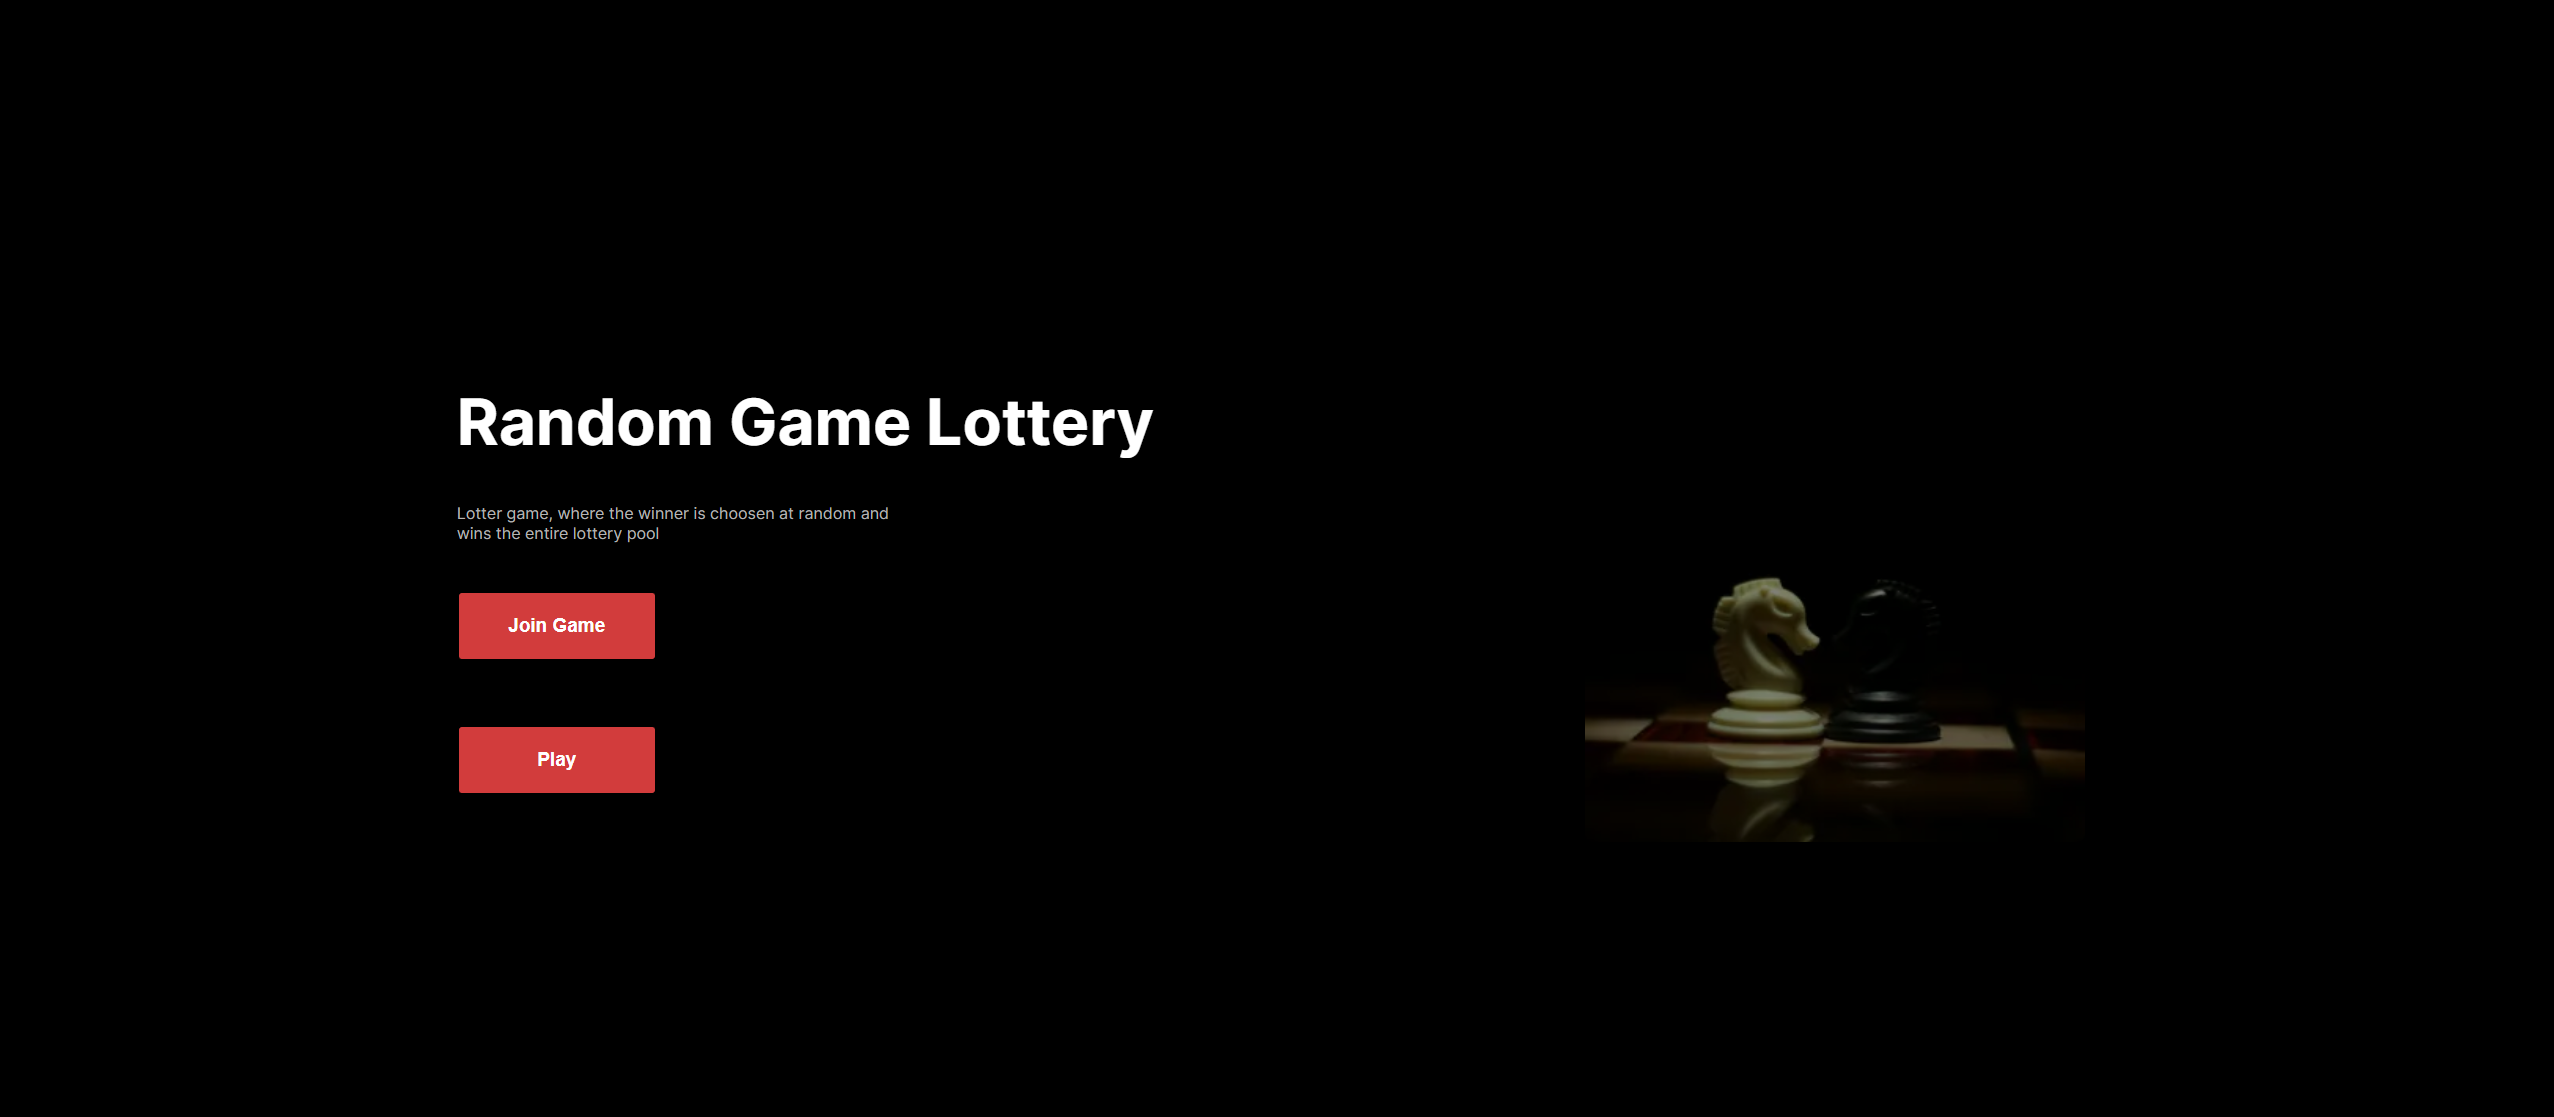 Random Game Lottery
Lotter game, where the winner is choosen at random and
wins the entire lottery pool
Join Game
Play